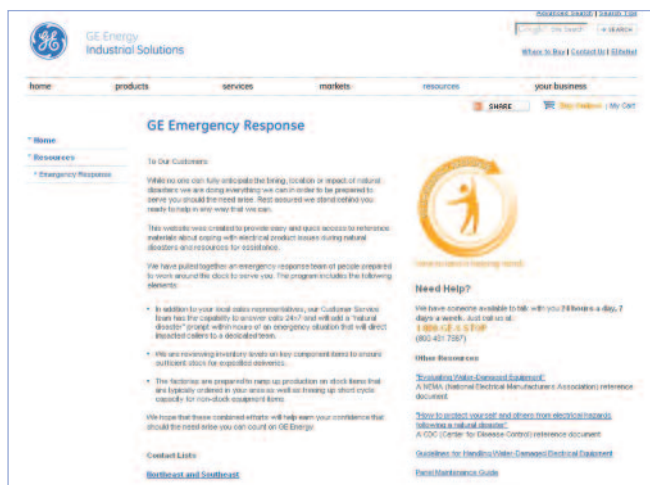 Advanced Search | Search Tips
GE Energy
Industrial Solutions
Google Site Search
SEARCH
Where to Buy | Contact Us | EliteNet
home
products
services
markets
resources
your business
SHARE
| My Cart
GE Emergency Response
Home
Resources
Emergency Response
To Our Customers:
While no one can fully anticipate the timing, location or impact of natural
disasters we are doing everything we can in order to be prepared to
serve you should the need arise. Rest assured we stand behind you
ready to help in any way that we can.
This website was created to provide easy and quick access to reference
materials about coping with electrical product issues during natural
disasters and resources for assistance.
We have pulled together an emergency response team of people prepared
to work around the clock to serve you. The program includes the following
elements:
• In addition to your local sales representatives, our Customer Service
team has the capability to answer calls 24x7 and will add a "natural
disaster" prompt within hours of an emergency situation that will direct
impacted callers to a dedicated team.
• We are reviewing inventory levels on key component items to ensure
sufficient stock for expedited deliveries.
• The factories are prepared to ramp up production on stock items that
are typically ordered in your area as well as freeing up short cycle
capacity for non-stock equipment items.
We hope that these combined efforts will help earn your confidence that
should the need arise you can count on GE Energy.
Contact Lists
Northeast and Southeast
Need Help?
We have someone available to talk with you 24 hours a day, 7
days a week. Just call us at:
1-800-GE-1-STOP
(800-431-7867)
Other Resources
"Evaluating Water-Damaged Equipment"
A NEMA (National Electrical Manufacturers Association) reference
document
"How to protect yourself and others from electrical hazards
following a natural disaster"
A CDC (Center for Disease Control) reference document
Guidelines for Handling Water-Damaged Electrical Equipment
Panel Maintenance Guide